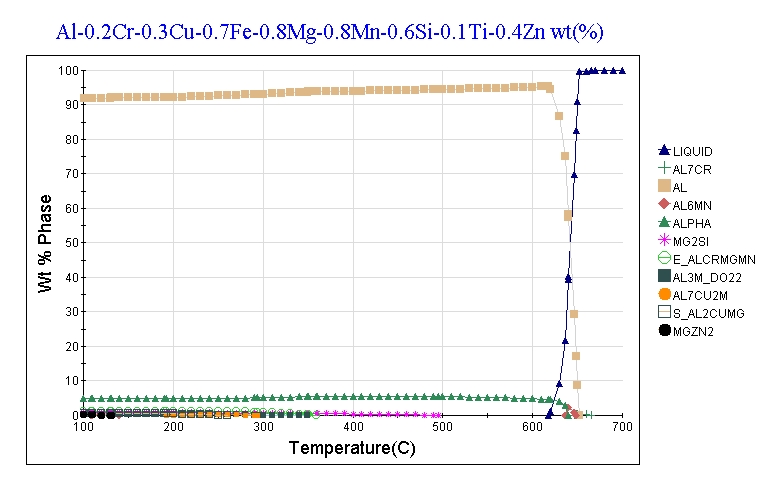 Al-0.2Cr-0.3Cu-0.7Fe-0.8Mg-0.8Mn-0.6Si-0.1Ti-0.4Zn wt(%)
100
90
80
70
60
50
40
30
20
10
0
Wt % Phase
100 200 300 400 500 600 700
Temperature(C)
LIQUID
AL7CR
AL
AL6MN
ALPHA
MG2SI
E_ALCRMGMN
AL3M_DO22
AL7CU2M
S_AL2CUMG
MGZN2